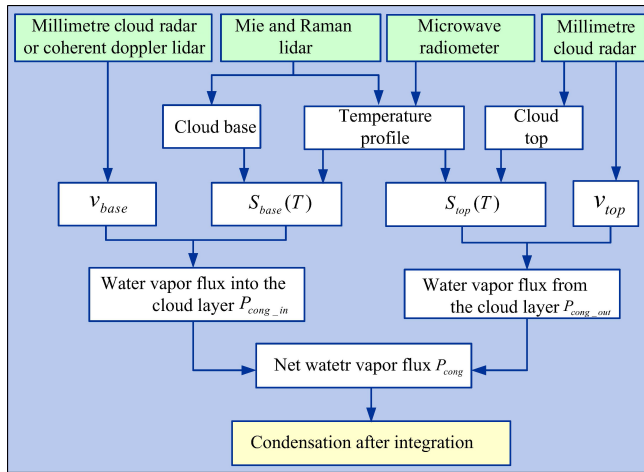 Millimetre cloud radar
or coherent doppler lidar
Mie and Raman
lidar
Microwave
radiometer
Millimetre
cloud radar
Cloud base
Temperature
profile
Cloud
top
v_base
S_base(T)
S_top(T)
v_top
Water vapor flux into the
cloud layer P_cong_in
Water vapor flux from
the cloud layer P_cong_out
Net watetr vapor flux P_cong
Condensation after integration